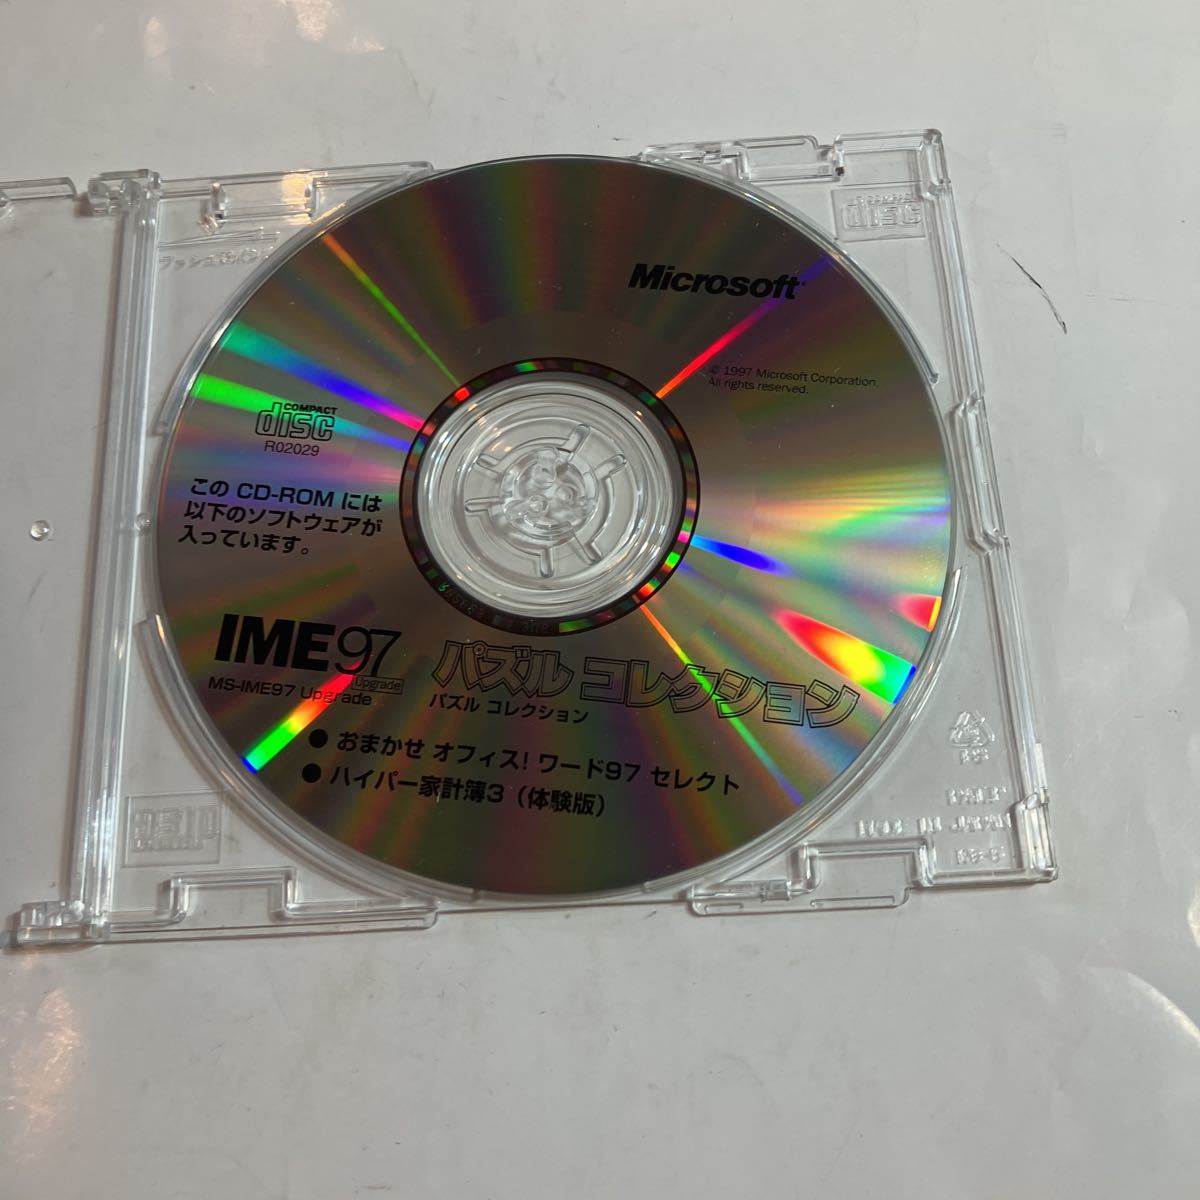 Microsoft
© 1997 Microsoft Corporation.
All rights reserved.
COMPACT
disc
R02029
この CD-ROM には
以下のソフトウェアが
入っています。
IME97
Upgrade
MS-IME97 Upgrade
パズル コレクション
パズル コレクション
● おまかせ オフィス! ワード97 セレクト
● ハイパー家計簿3（体験版）
disc
MADE IN JAPAN